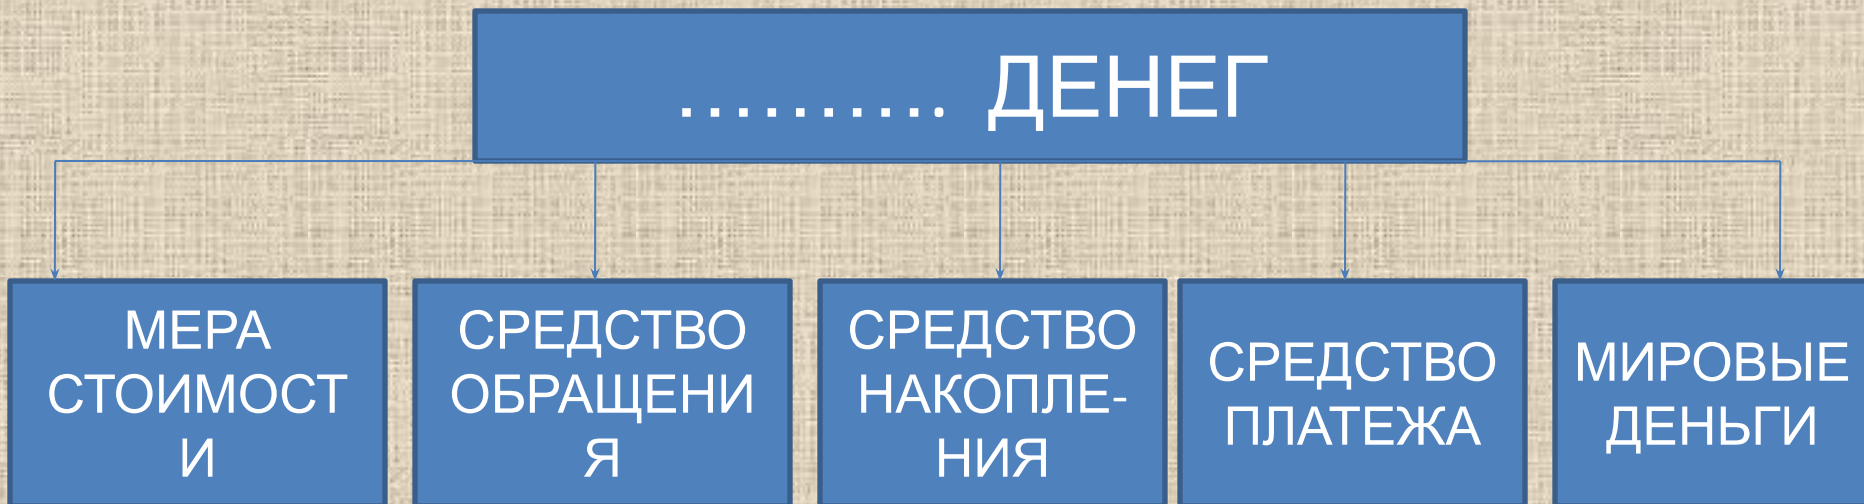 .......... ДЕНЕГ
МЕРА
СТОИМОСТ
И
СРЕДСТВО
ОБРАЩЕНИ
Я
СРЕДСТВО
НАКОПЛЕ-
НИЯ
СРЕДСТВО
ПЛАТЕЖА
МИРОВЫЕ
ДЕНЬГИ